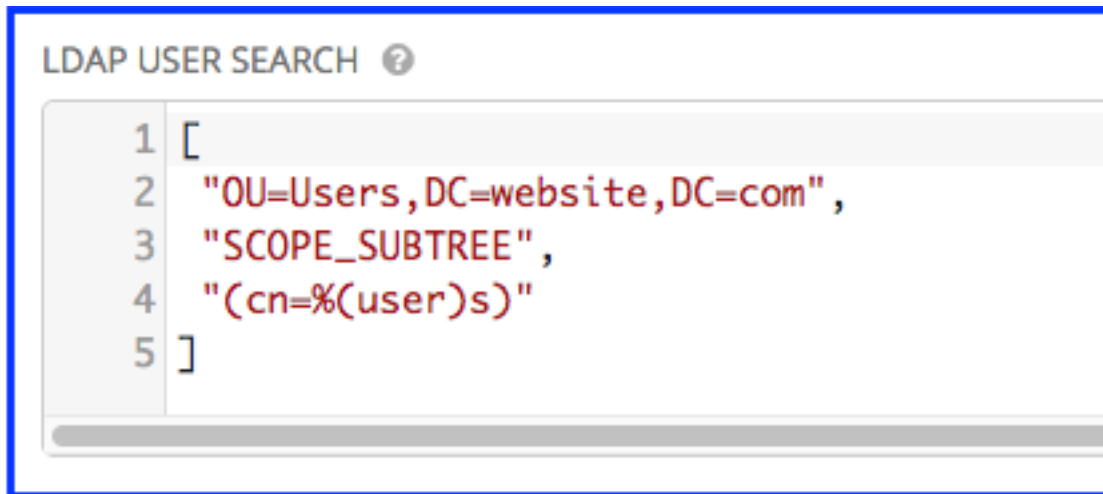 LDAP USER SEARCH ?
1 [
2 "OU=Users,DC=website,DC=com",
3 "SCOPE_SUBTREE",
4 "(cn=%(user)s)"
5 ]